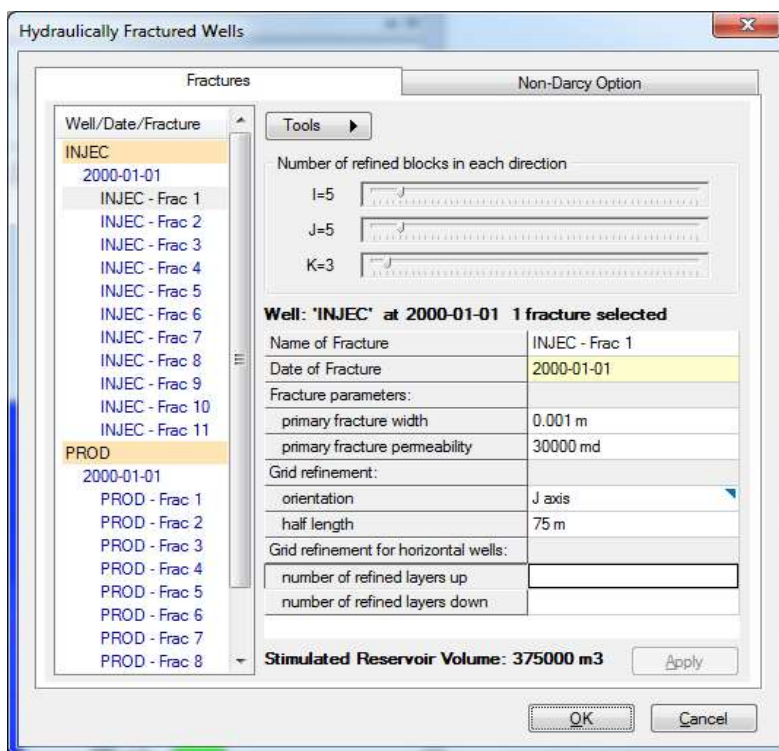 Hydraulically Fractured Wells
Fractures
Non-Darcy Option
Well/Date/Fracture
INJEC
2000-01-01
INJEC - Frac 1
INJEC - Frac 2
INJEC - Frac 3
INJEC - Frac 4
INJEC - Frac 5
INJEC - Frac 6
INJEC - Frac 7
INJEC - Frac 8
INJEC - Frac 9
INJEC - Frac 10
INJEC - Frac 11
PROD
2000-01-01
PROD - Frac 1
PROD - Frac 2
PROD - Frac 3
PROD - Frac 4
PROD - Frac 5
PROD - Frac 6
PROD - Frac 7
PROD - Frac 8
Tools
Number of refined blocks in each direction
I=5
J=5
K=3
Well: 'INJEC' at 2000-01-01 1 fracture selected
Name of Fracture INJEC - Frac 1
Date of Fracture 2000-01-01
Fracture parameters:
primary fracture width 0.001 m
primary fracture permeability 30000 md
Grid refinement:
orientation J axis
half length 75 m
Grid refinement for horizontal wells:
number of refined layers up
number of refined layers down
Stimulated Reservoir Volume: 375000 m3
Apply
OK
Cancel